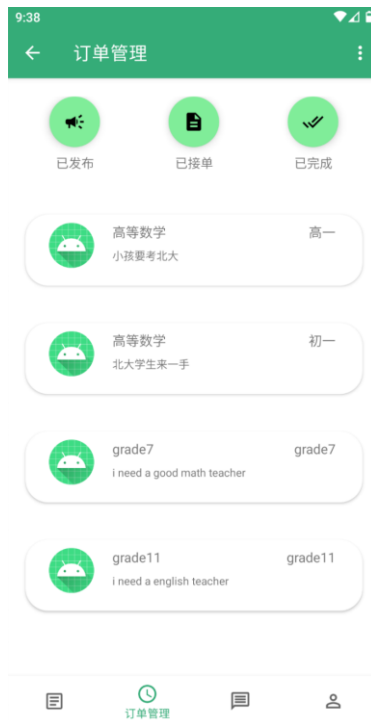 9:38
订单管理
已发布
已接单
已完成
高等数学
高一
小孩要考北大
高等数学
初一
北大学生来一手
grade7
grade7
i need a good math teacher
grade11
grade11
i need a english teacher
订单管理